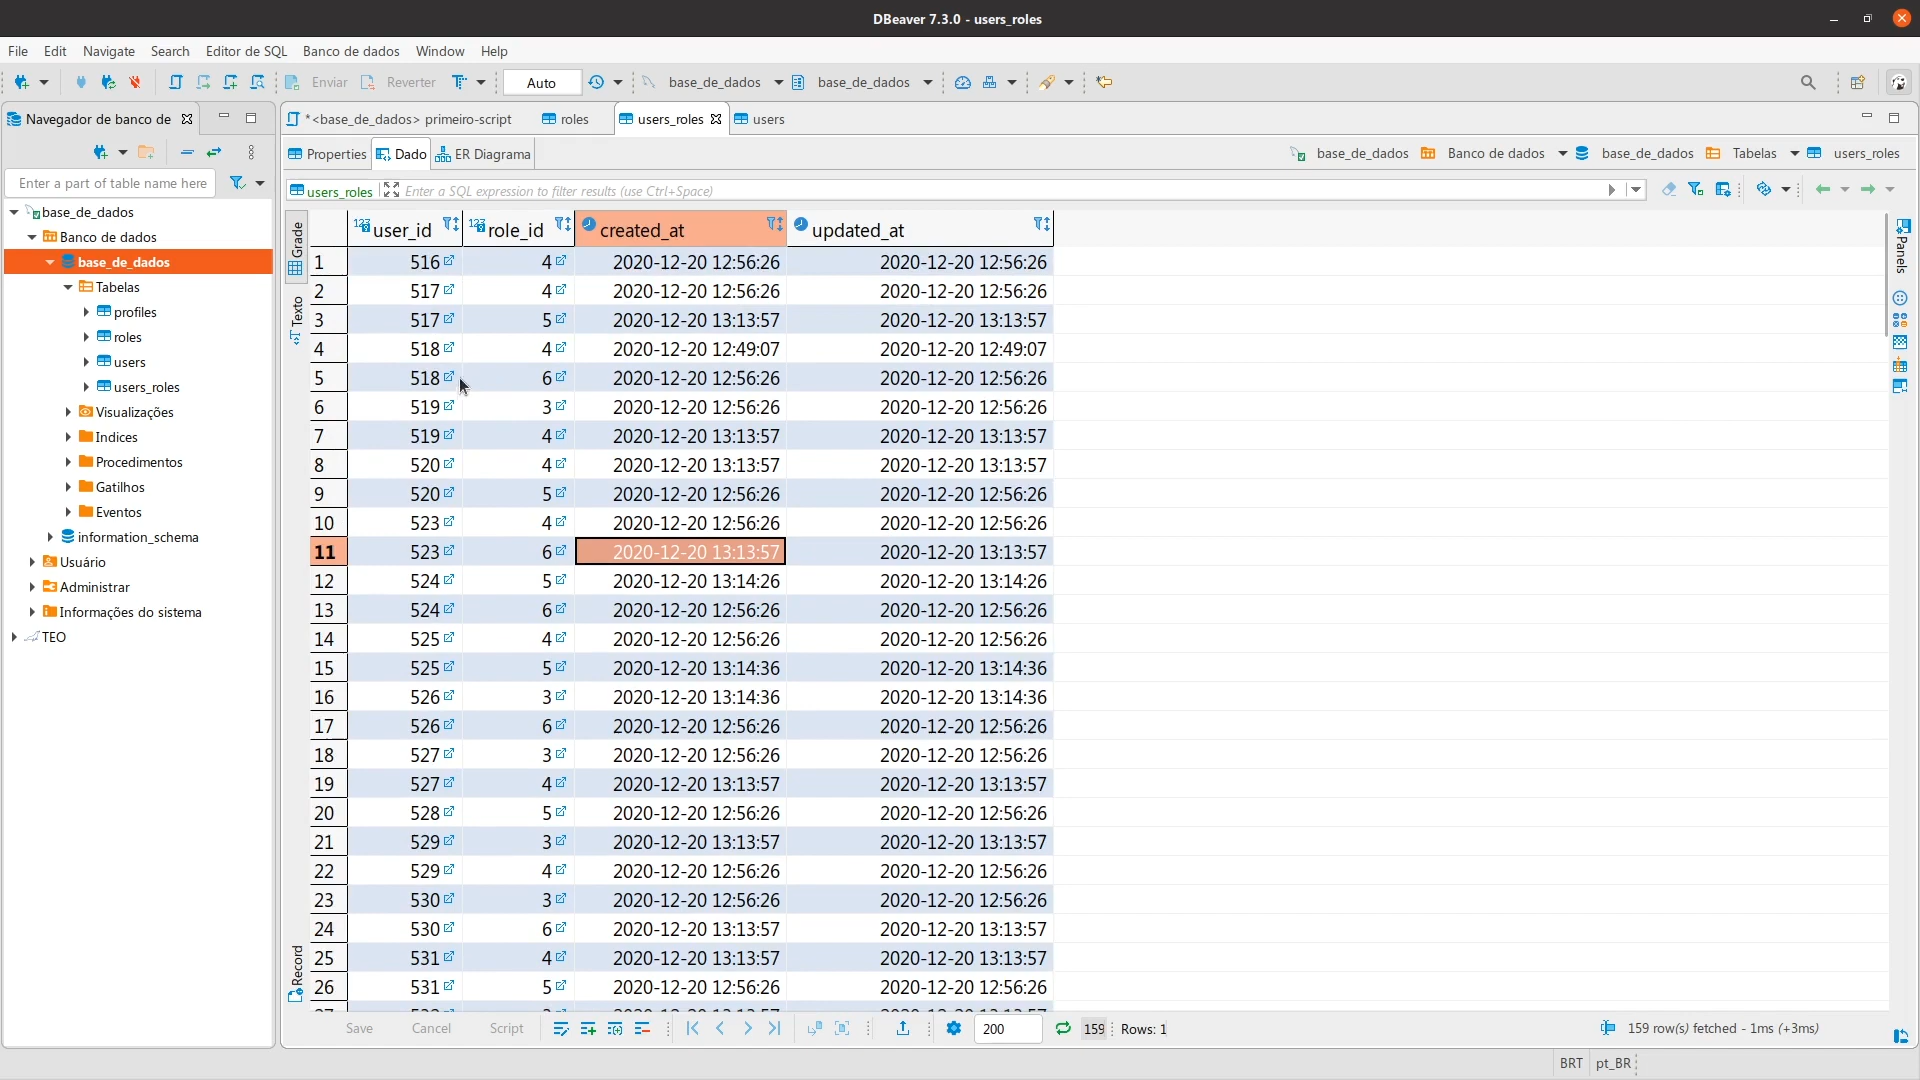 DBeaver 7.3.0 - users_roles
File Edit Navigate Search Editor de SQL Banco de dados Window Help
Enviar Reverter Auto base_de_dados base_de_dados
Navegador de banco de
*<base_de_dados> primeiro-script roles users_roles users
Properties Dado ER Diagrama base_de_dados Banco de dados base_de_dados Tabelas users_roles
Enter a part of table name here
users_roles Enter a SQL expression to filter results (use Ctrl+Space)
base_de_dados
Banco de dados
base_de_dados
Tabelas
profiles
roles
users
users_roles
Visualizações
Indices
Procedimentos
Gatilhos
Eventos
information_schema
Usuário
Administrar
Informações do sistema
TEO
Grade
Texto
Record
Panels
123 user_id 123 role_id created_at updated_at
1 516 4 2020-12-20 12:56:26 2020-12-20 12:56:26
2 517 4 2020-12-20 12:56:26 2020-12-20 12:56:26
3 517 5 2020-12-20 13:13:57 2020-12-20 13:13:57
4 518 4 2020-12-20 12:49:07 2020-12-20 12:49:07
5 518 6 2020-12-20 12:56:26 2020-12-20 12:56:26
6 519 3 2020-12-20 12:56:26 2020-12-20 12:56:26
7 519 4 2020-12-20 13:13:57 2020-12-20 13:13:57
8 520 4 2020-12-20 13:13:57 2020-12-20 13:13:57
9 520 5 2020-12-20 12:56:26 2020-12-20 12:56:26
10 523 4 2020-12-20 12:56:26 2020-12-20 12:56:26
11 523 6 2020-12-20 13:13:57 2020-12-20 13:13:57
12 524 5 2020-12-20 13:14:26 2020-12-20 13:14:26
13 524 6 2020-12-20 12:56:26 2020-12-20 12:56:26
14 525 4 2020-12-20 12:56:26 2020-12-20 12:56:26
15 525 5 2020-12-20 13:14:36 2020-12-20 13:14:36
16 526 3 2020-12-20 13:14:36 2020-12-20 13:14:36
17 526 6 2020-12-20 12:56:26 2020-12-20 12:56:26
18 527 3 2020-12-20 12:56:26 2020-12-20 12:56:26
19 527 4 2020-12-20 13:13:57 2020-12-20 13:13:57
20 528 5 2020-12-20 12:56:26 2020-12-20 12:56:26
21 529 3 2020-12-20 13:13:57 2020-12-20 13:13:57
22 529 4 2020-12-20 12:56:26 2020-12-20 12:56:26
23 530 3 2020-12-20 12:56:26 2020-12-20 12:56:26
24 530 6 2020-12-20 13:13:57 2020-12-20 13:13:57
25 531 4 2020-12-20 13:13:57 2020-12-20 13:13:57
26 531 5 2020-12-20 12:56:26 2020-12-20 12:56:26
Save Cancel Script 200 159 Rows: 1 159 row(s) fetched - 1ms (+3ms)
BRT pt_BR